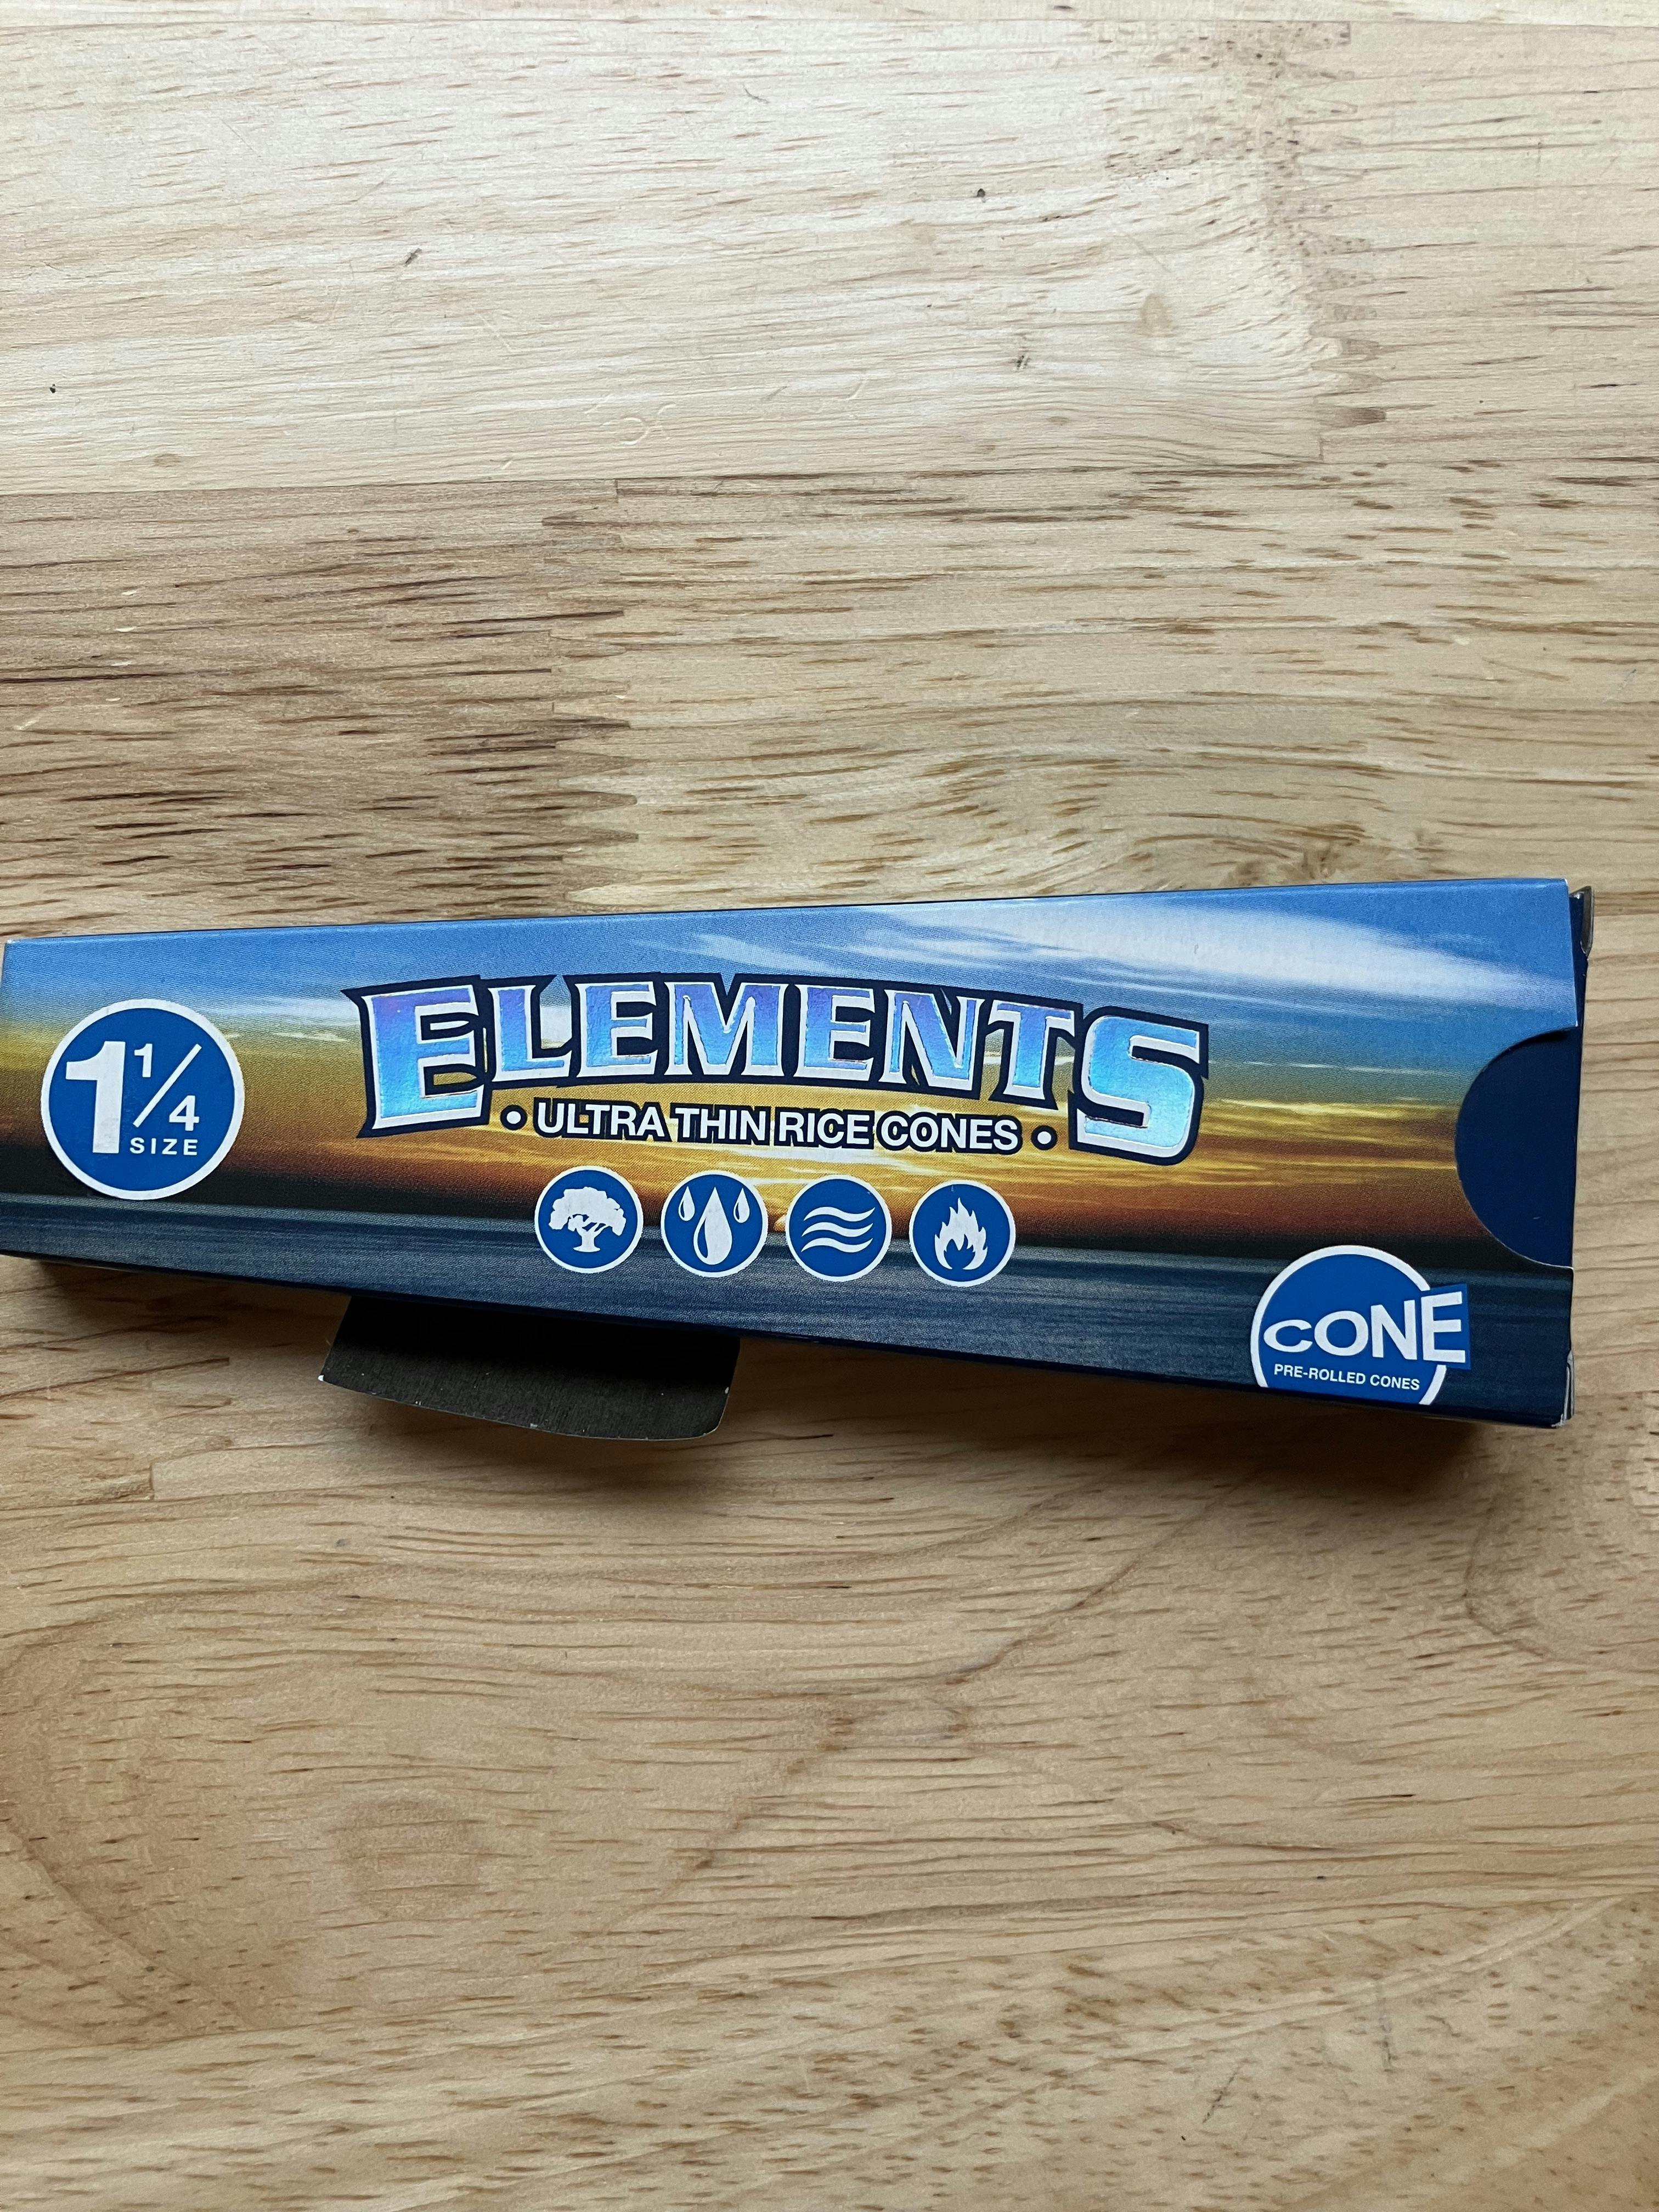 1 1/4
SIZE
ELEMENTS
• ULTRA THIN RICE CONES •
CONE
PRE-ROLLED CONES